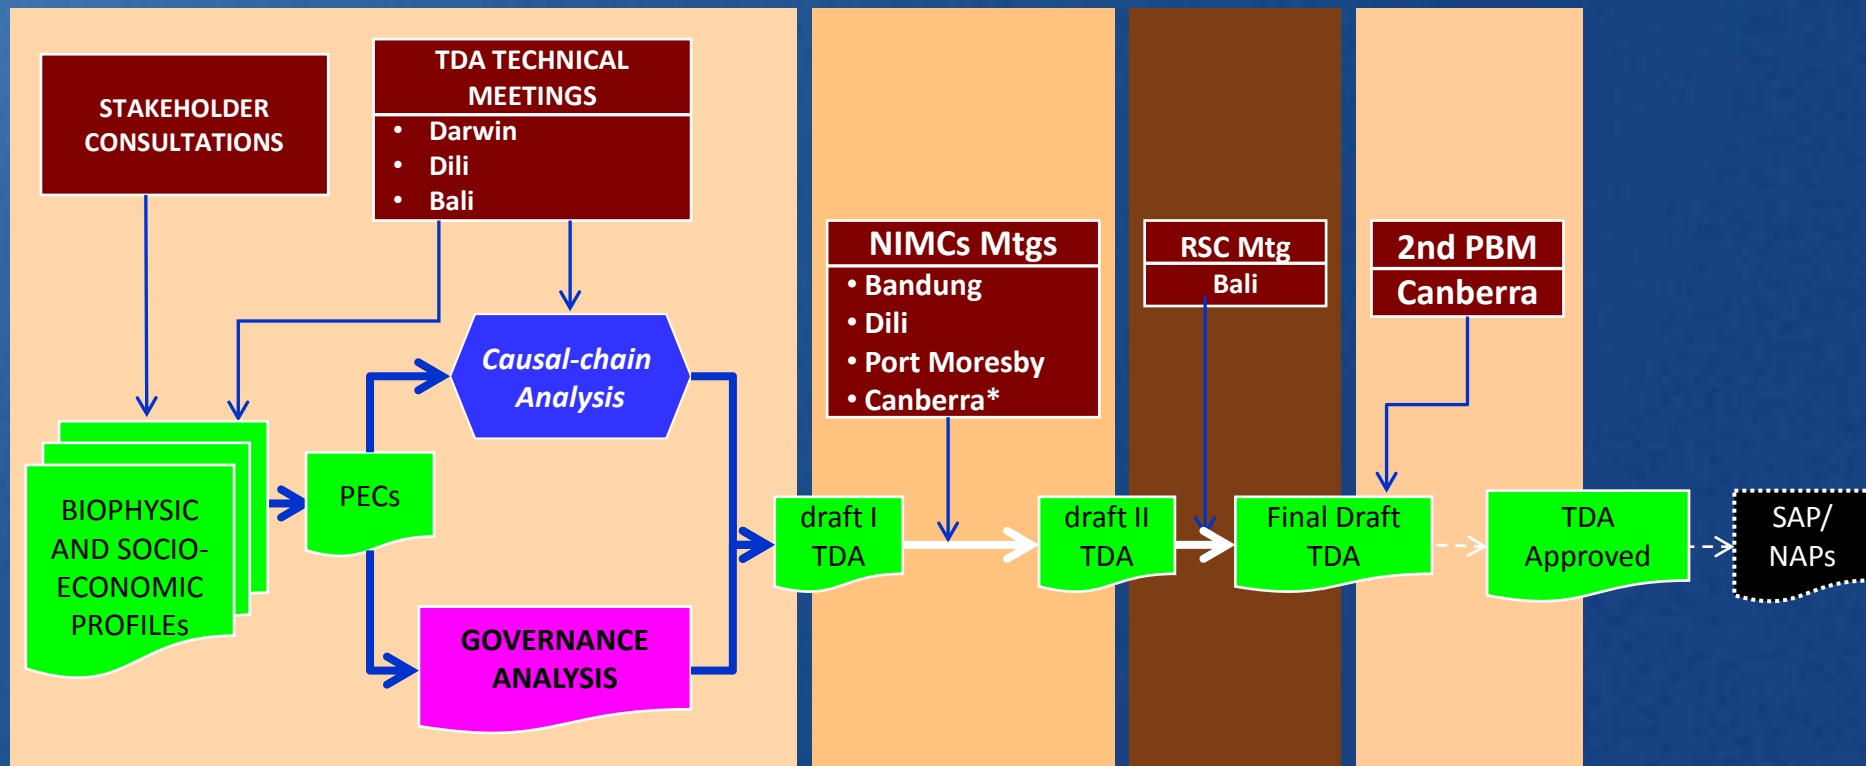 STAKEHOLDER
CONSULTATIONS
TDA TECHNICAL
MEETINGS
• Darwin
• Dili
• Bali
NIMCs Mtgs
• Bandung
• Dili
• Port Moresby
• Canberra*
RSC Mtg
Bali
2nd PBM
Canberra
Causal-chain
Analysis
BIOPHYSIC
AND SOCIO-
ECONOMIC
PROFILEs
PECs
GOVERNANCE
ANALYSIS
draft I
TDA
draft II
TDA
Final Draft
TDA
TDA
Approved
SAP/
NAPs